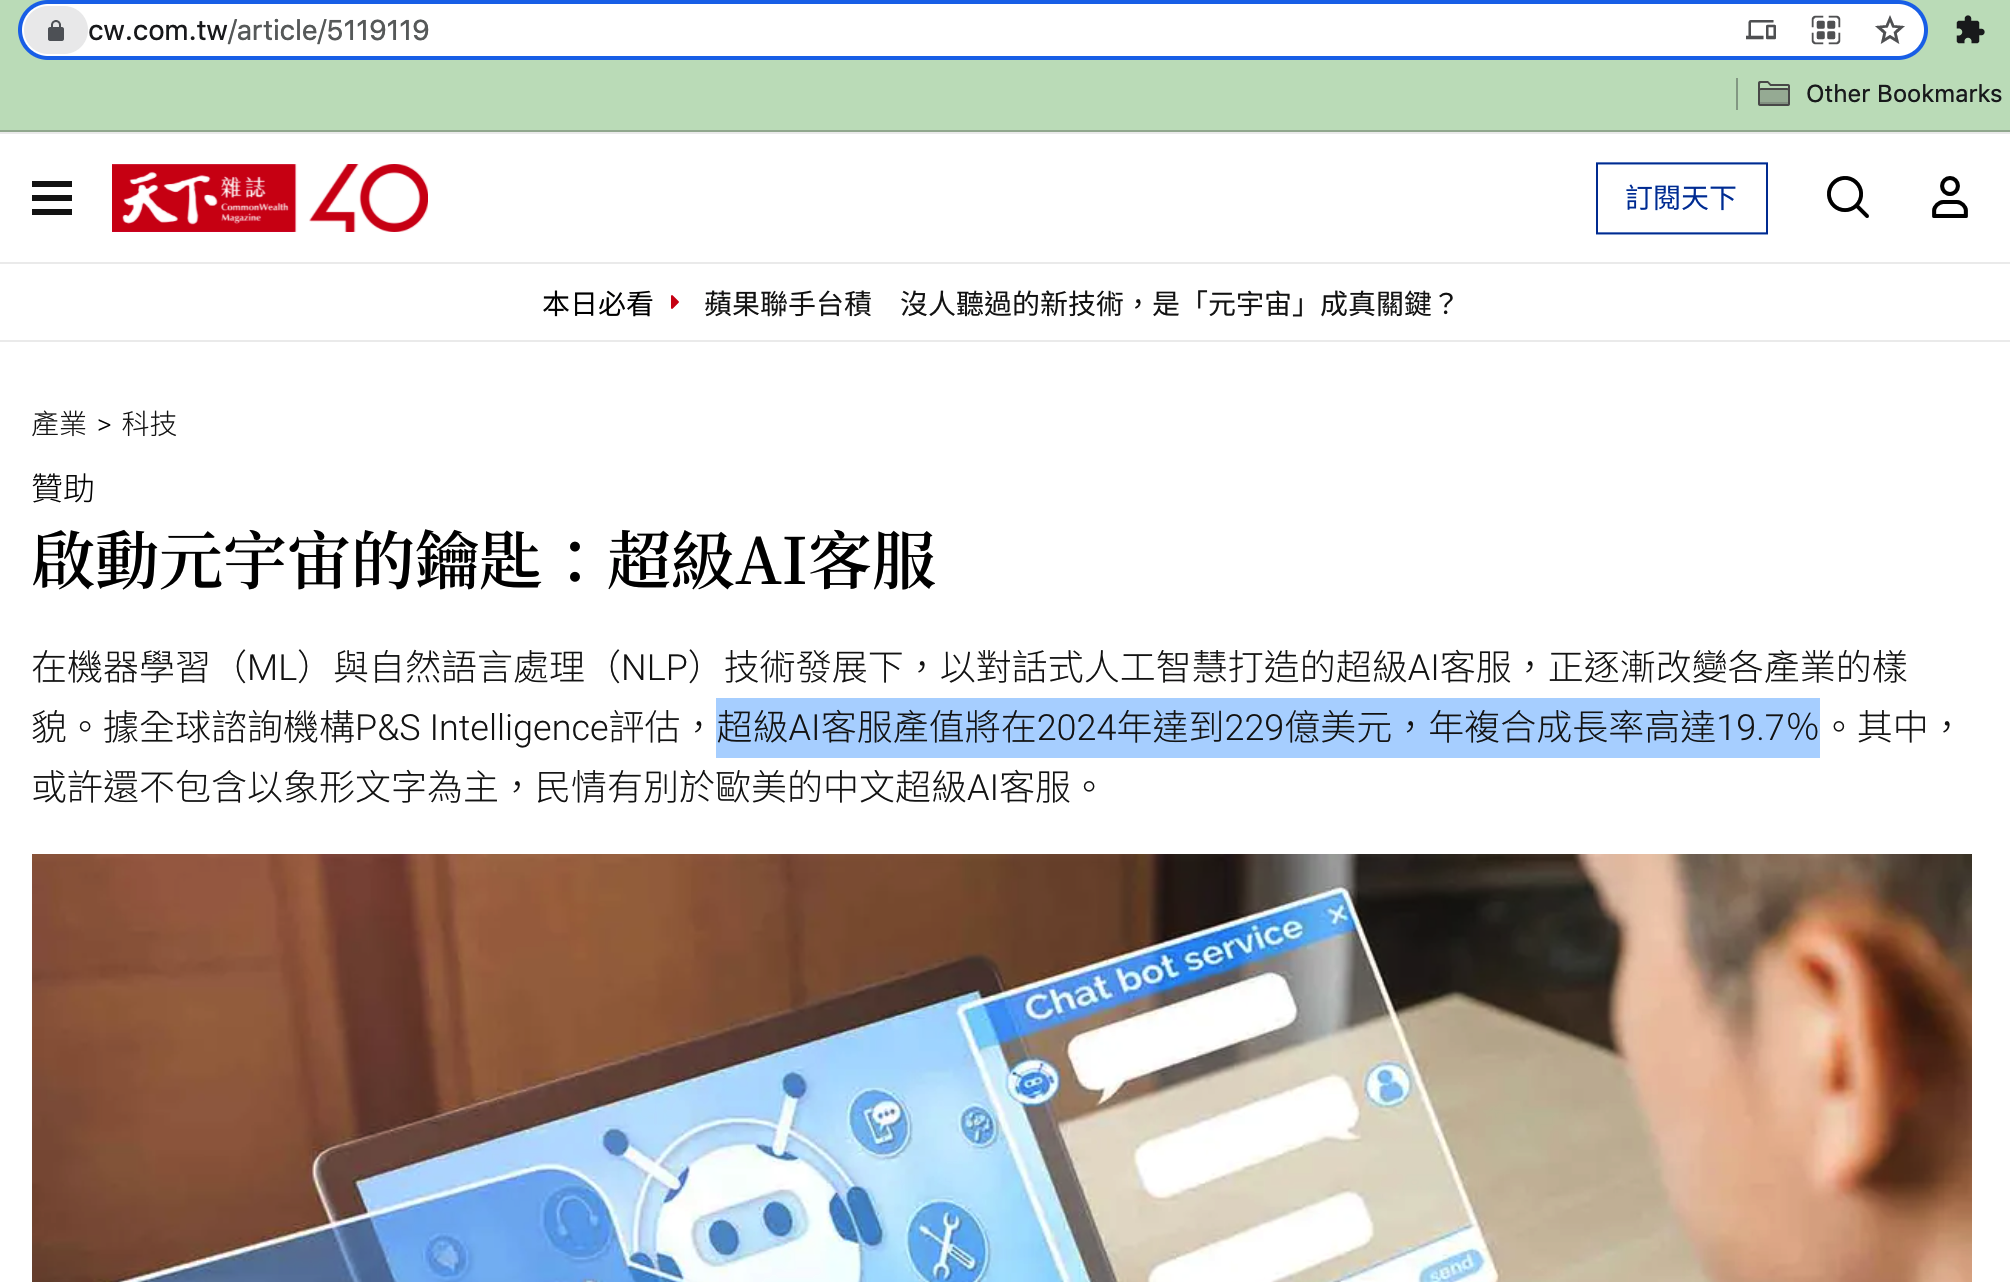 cw.com.tw/article/5119119
Other Bookmarks
天下雜誌
CommonWealth
Magazine
40
訂閱天下
本日必看 蘋果聯手台積　沒人聽過的新技術，是「元宇宙」成真關鍵？
產業 > 科技
贊助
啟動元宇宙的鑰匙：超級AI客服
在機器學習（ML）與自然語言處理（NLP）技術發展下，以對話式人工智慧打造的超級AI客服，正逐漸改變各產業的樣
貌。據全球諮詢機構P&S Intelligence評估，超級AI客服產值將在2024年達到229億美元，年複合成長率高達19.7%。其中，
或許還不包含以象形文字為主，民情有別於歐美的中文超級AI客服。
Chat bot service
send